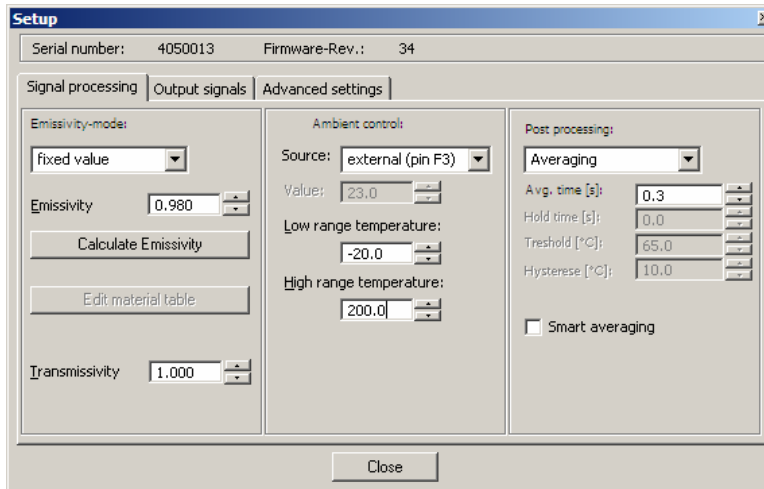 Setup
Serial number: 4050013 Firmware-Rev.: 34
Signal processing Output signals Advanced settings
Emissivity-mode:
fixed value
Emissivity 0.980
Calculate Emissivity
Edit material table
Transmissivity 1.000
Ambient control:
Source: external (pin F3)
Value: 23.0
Low range temperature:
-20.0
High range temperature:
200.0
Post processing:
Averaging
Avg. time [s]: 0.3
Hold time [s]: 0.0
Treshold [°C]: 65.0
Hysterese [°C]: 10.0
Smart averaging
Close